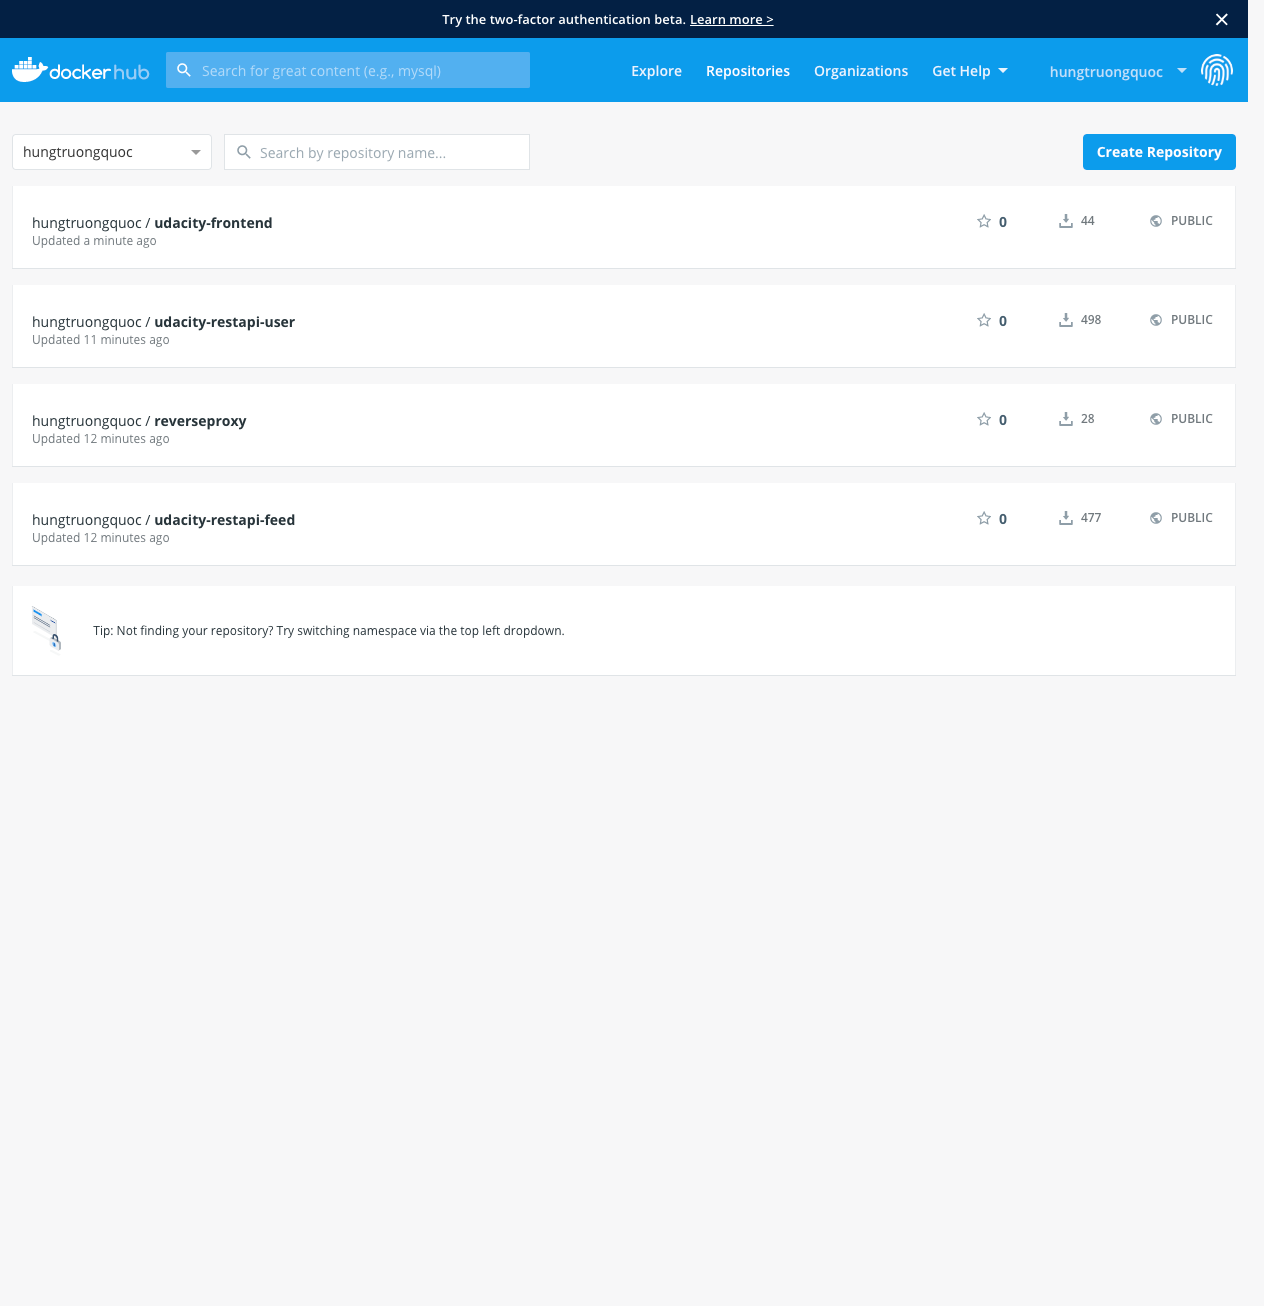 Try the two-factor authentication beta. Learn more >
dockerhub Search for great content (e.g., mysql) Explore Repositories Organizations Get Help hungtruongquoc
hungtruongquoc Search by repository name... Create Repository
hungtruongquoc / udacity-frontend 0 44 PUBLIC
Updated a minute ago
hungtruongquoc / udacity-restapi-user 0 498 PUBLIC
Updated 11 minutes ago
hungtruongquoc / reverseproxy 0 28 PUBLIC
Updated 12 minutes ago
hungtruongquoc / udacity-restapi-feed 0 477 PUBLIC
Updated 12 minutes ago
Tip: Not finding your repository? Try switching namespace via the top left dropdown.